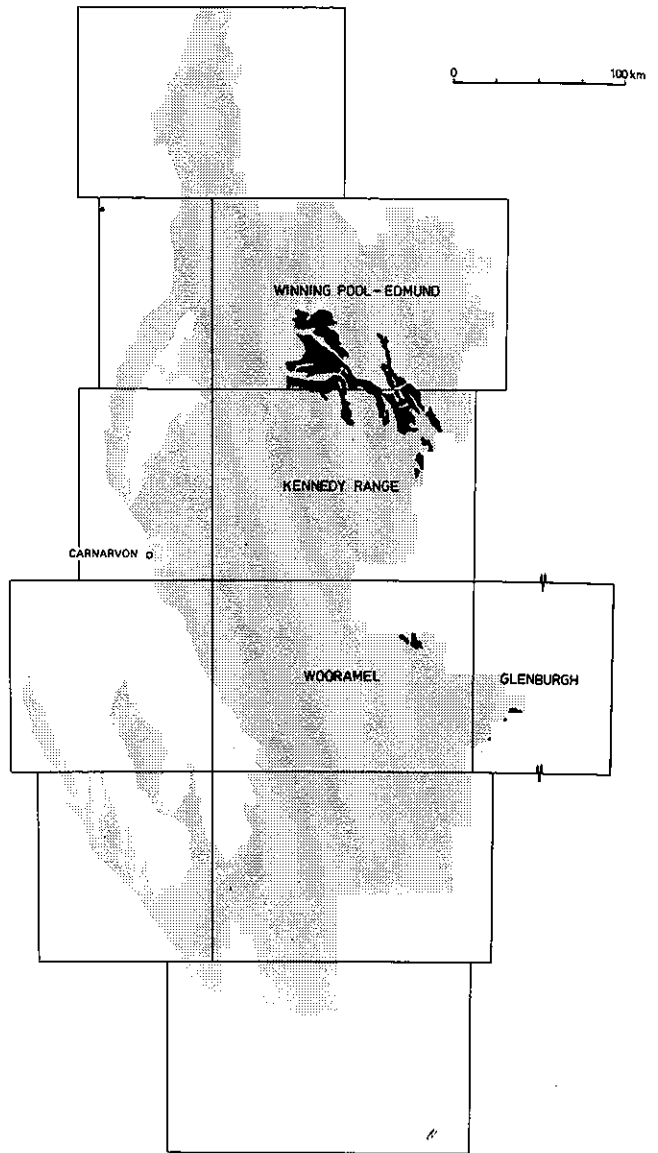 0 100 km
WINNING POOL – EDMUND
KENNEDY RANGE
CARNARVON
WOORAMEL
GLENBURGH